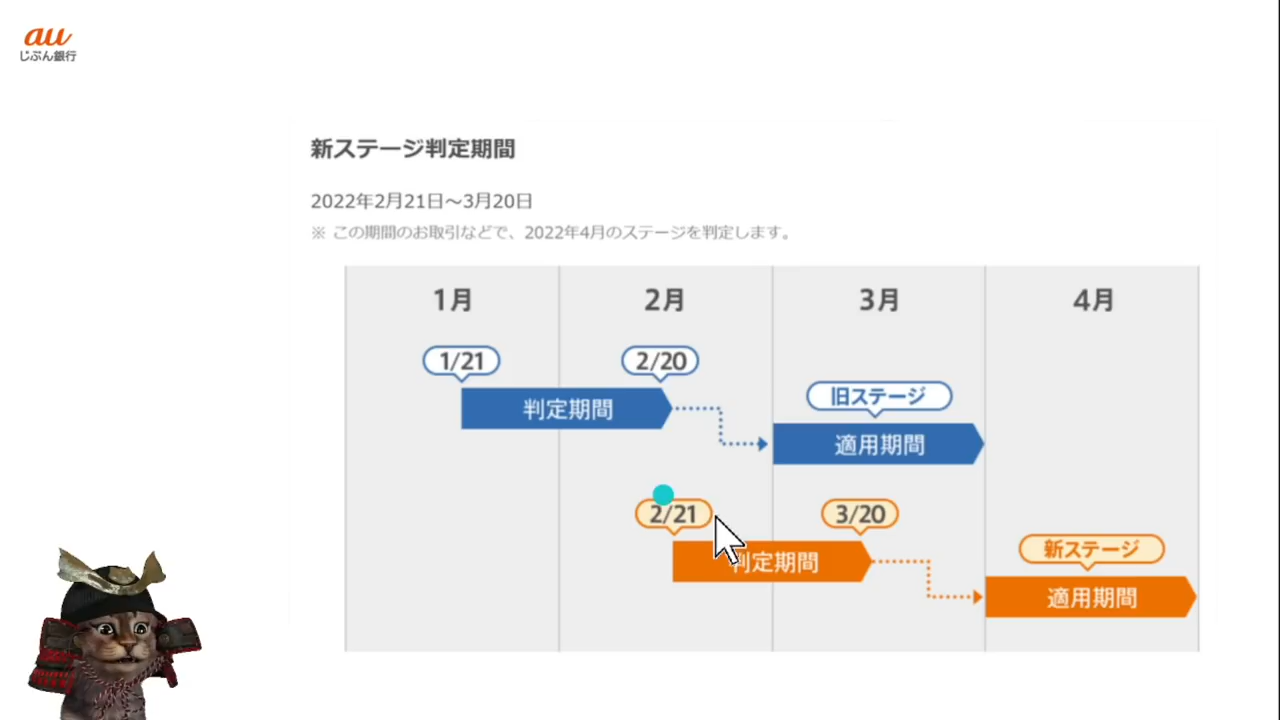 au
じぶん銀行
新ステージ判定期間
2022年2月21日～3月20日
※ この期間のお取引などで、2022年4月のステージを判定します。
1月
2月
3月
4月
1/21
2/20
判定期間
旧ステージ
適用期間
2/21
3/20
判定期間
新ステージ
適用期間